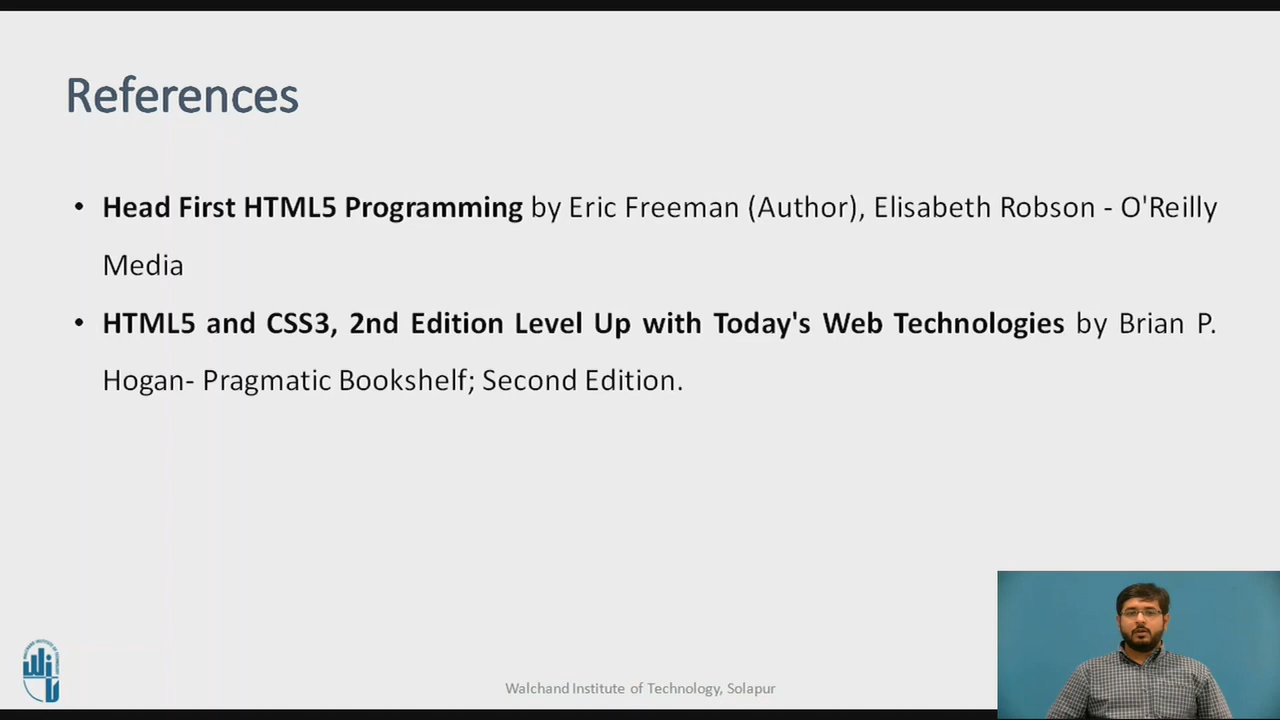 References
• Head First HTML5 Programming by Eric Freeman (Author), Elisabeth Robson - O'Reilly
Media
• HTML5 and CSS3, 2nd Edition Level Up with Today's Web Technologies by Brian P.
Hogan- Pragmatic Bookshelf; Second Edition.
Walchand Institute of Technology, Solapur